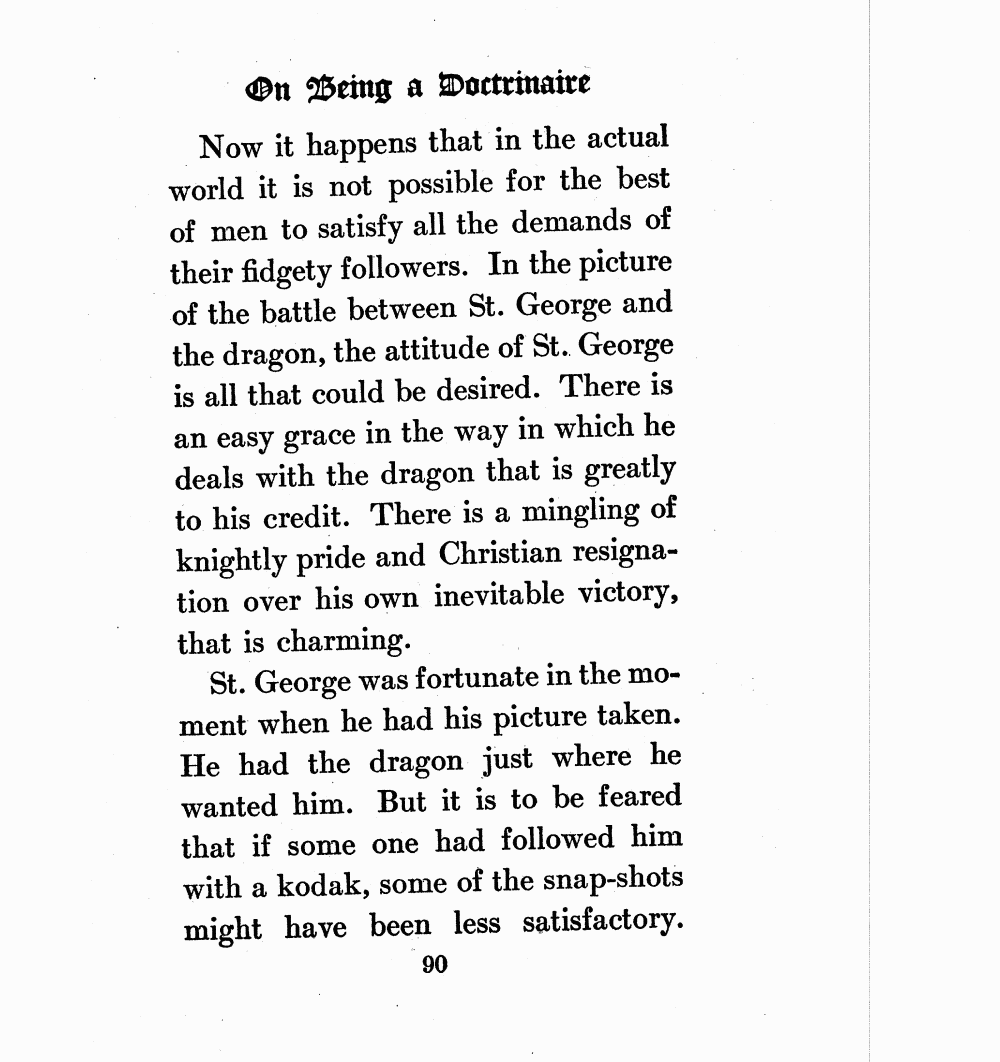 On Being a Doctrinaire
Now it happens that in the actual
world it is not possible for the best
of men to satisfy all the demands of
their fidgety followers. In the picture
of the battle between St. George and
the dragon, the attitude of St. George
is all that could be desired. There is
an easy grace in the way in which he
deals with the dragon that is greatly
to his credit. There is a mingling of
knightly pride and Christian resigna-
tion over his own inevitable victory,
that is charming.
St. George was fortunate in the mo-
ment when he had his picture taken.
He had the dragon just where he
wanted him. But it is to be feared
that if some one had followed him
with a kodak, some of the snap-shots
might have been less satisfactory.
90